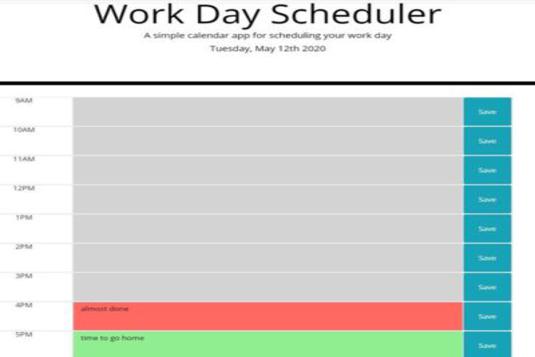 Work Day Scheduler
A simple calendar app for scheduling your work day
Tuesday, May 12th 2020
9AM
Save
10AM
Save
11AM
Save
12PM
Save
1PM
Save
2PM
Save
3PM
Save
4PM
almost done
Save
5PM
time to go home
Save